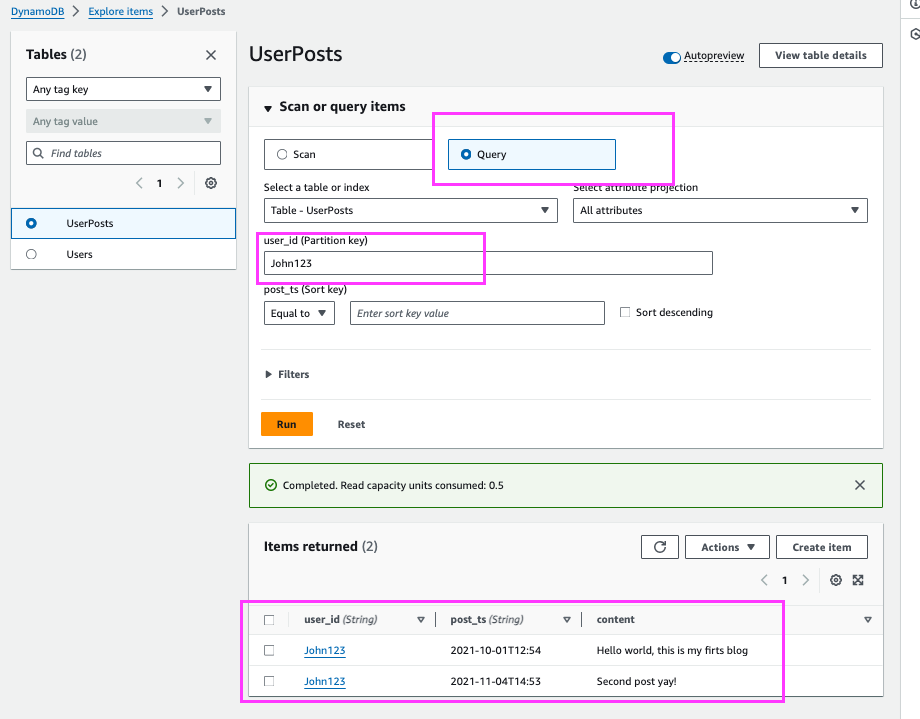 DynamoDB > Explore items > UserPosts
Tables (2)
Any tag key
Any tag value
Find tables
1
UserPosts
Users
UserPosts
Autopreview
View table details
Scan or query items
Scan
Query
Select a table or index
Select attribute projection
Table - UserPosts
All attributes
user_id (Partition key)
John123
post_ts (Sort key)
Equal to
Enter sort key value
Sort descending
Filters
Run
Reset
Completed. Read capacity units consumed: 0.5
Items returned (2)
Actions
Create item
1
user_id (String)
post_ts (String)
content
John123
2021-10-01T12:54
Hello world, this is my firts blog
John123
2021-11-04T14:53
Second post yay!